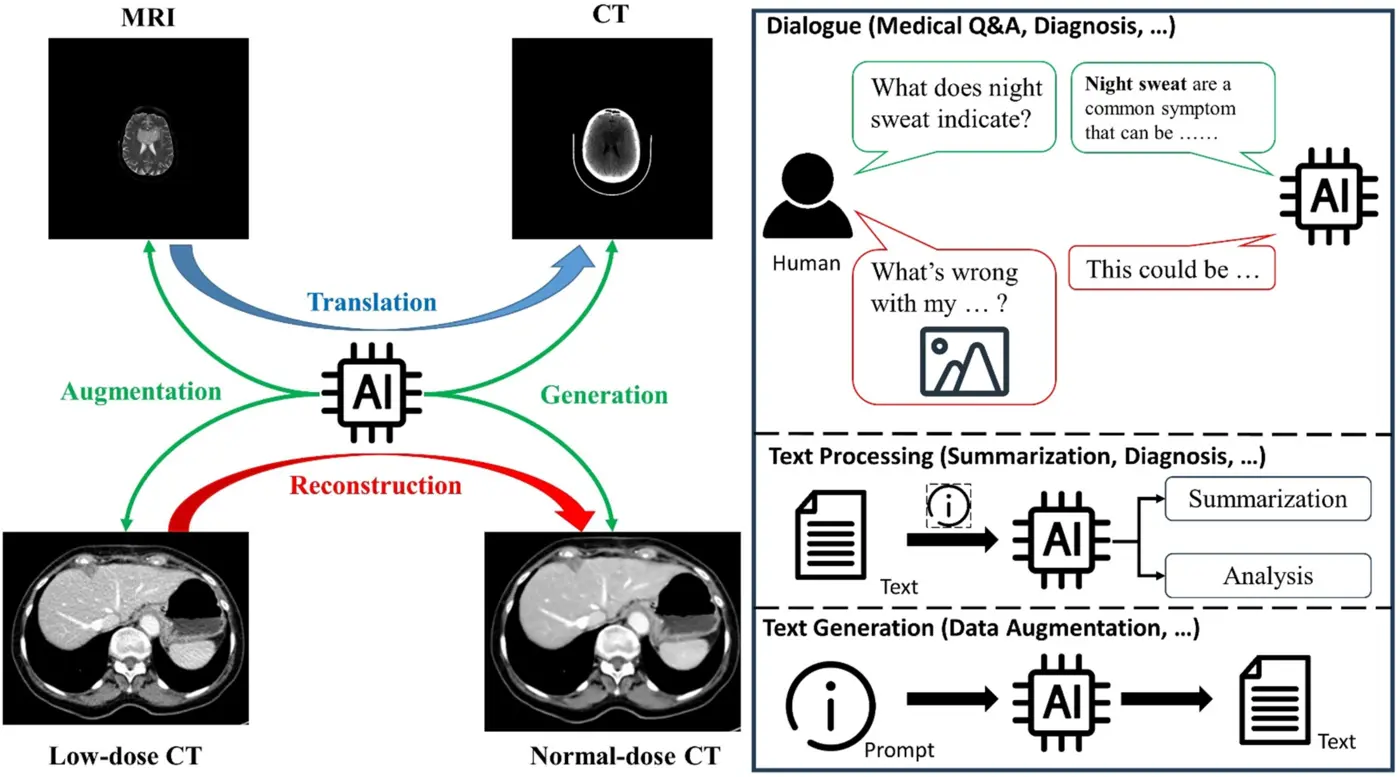 MRI
CT
Translation
Augmentation
AI
Generation
Reconstruction
Low-dose CT
Normal-dose CT
Dialogue (Medical Q&A, Diagnosis, …)
What does night
sweat indicate?
Night sweat are a
common symptom
that can be ……
AI
Human
What's wrong
with my … ?
This could be …
Text Processing (Summarization, Diagnosis, …)
i
Text
AI
Summarization
Analysis
Text Generation (Data Augmentation, …)
i
Prompt
AI
Text